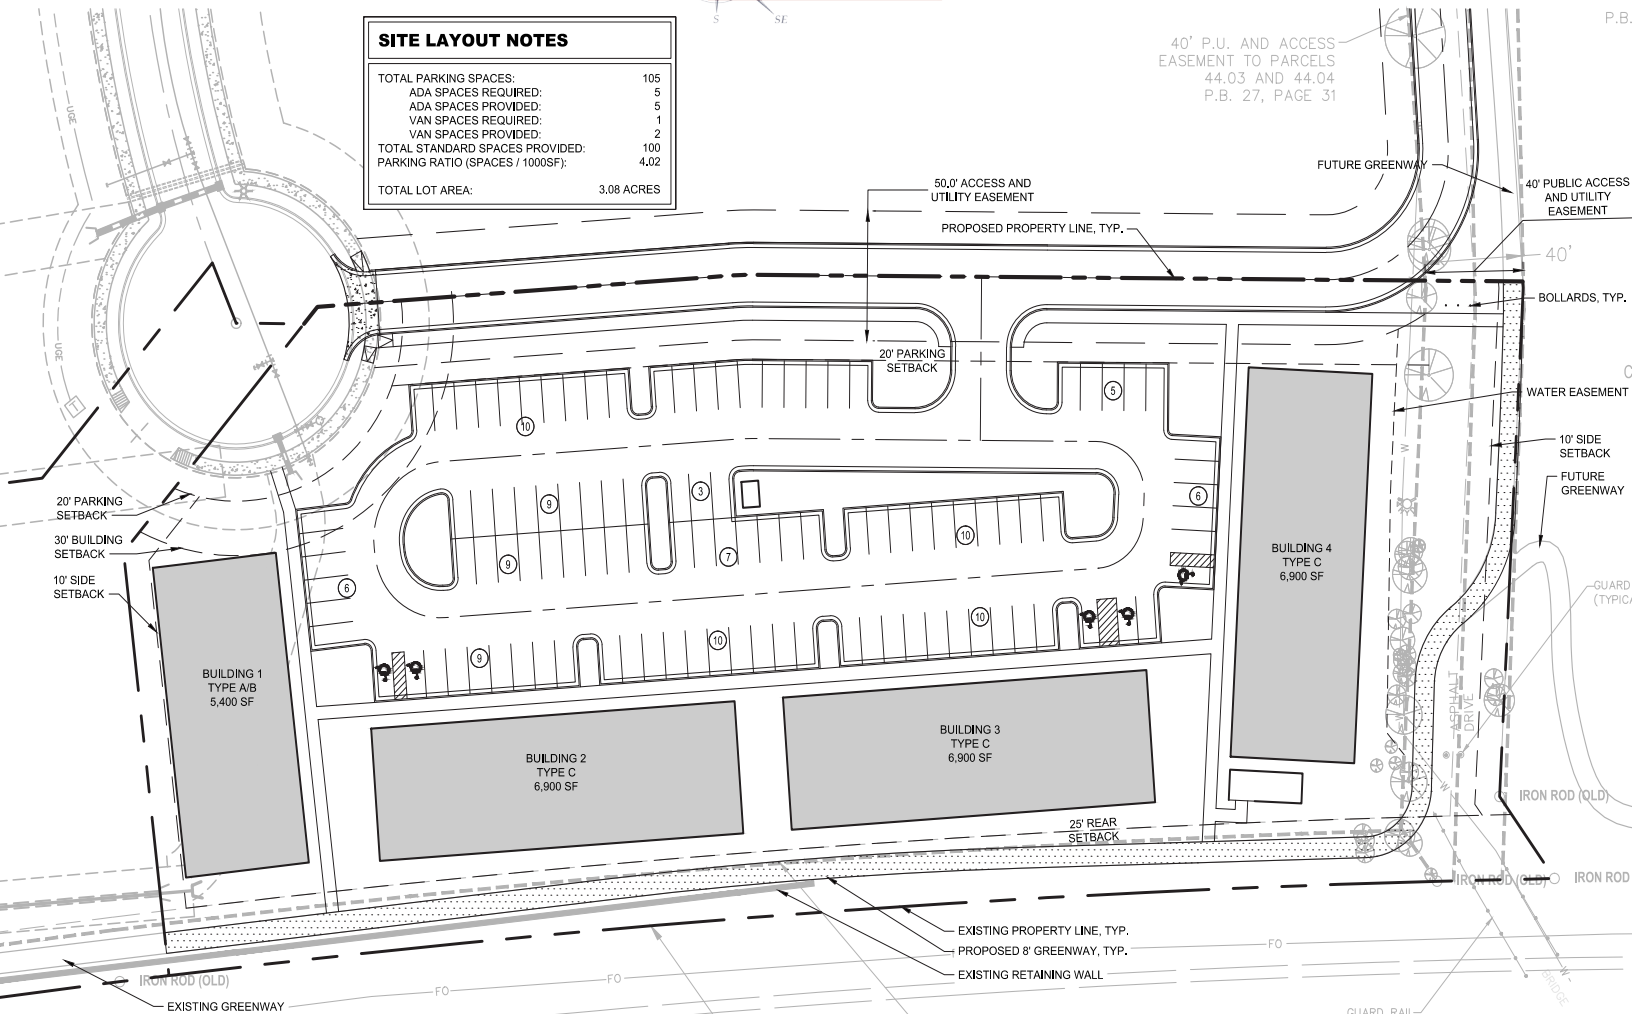 S
SE
P.B.
SITE LAYOUT NOTES
TOTAL PARKING SPACES: 105
ADA SPACES REQUIRED: 5
ADA SPACES PROVIDED: 5
VAN SPACES REQUIRED: 1
VAN SPACES PROVIDED: 2
TOTAL STANDARD SPACES PROVIDED: 100
PARKING RATIO (SPACES / 1000SF): 4.02
TOTAL LOT AREA: 3.08 ACRES
40' P.U. AND ACCESS
EASEMENT TO PARCELS
44.03 AND 44.04
P.B. 27, PAGE 31
UGE
UGE
T
FUTURE GREENWAY
50.0' ACCESS AND
UTILITY EASEMENT
40' PUBLIC ACCESS
AND UTILITY
EASEMENT
PROPOSED PROPERTY LINE, TYP.
40'
BOLLARDS, TYP.
20' PARKING
SETBACK
C
WATER EASEMENT
5
10
10' SIDE
SETBACK
W
FUTURE
GREENWAY
20' PARKING
SETBACK
30' BUILDING
SETBACK
10' SIDE
SETBACK
9
3
6
10
7
9
6
BUILDING 4
TYPE C
6,900 SF
GUARD
(TYPICA
10
10
9
BUILDING 1
TYPE A/B
5,400 SF
ASPHALT
DRIVE
BUILDING 2
TYPE C
6,900 SF
BUILDING 3
TYPE C
6,900 SF
W
W
IRON ROD (OLD)
25' REAR
SETBACK
IRON ROD (OLD)
IRON ROD
EXISTING PROPERTY LINE, TYP.
PROPOSED 8' GREENWAY, TYP.
EXISTING RETAINING WALL
FO
FO
FO
IRON ROD (OLD)
EXISTING GREENWAY
W
BRIDGE
GUARD RAIL